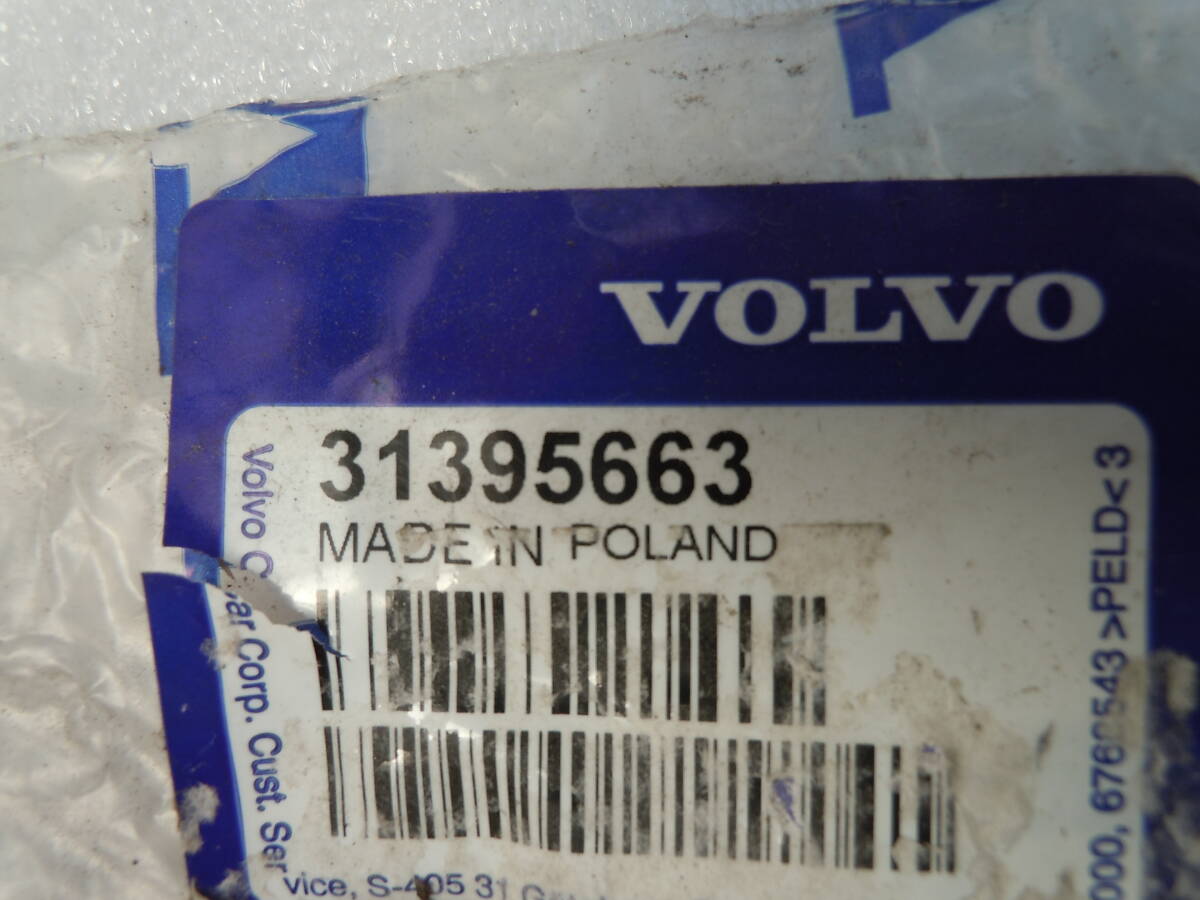 VOLVO
31395663
MADE IN POLAND
Volvo Car Corp. Cust. Service, S-405 31
>PELD< 3